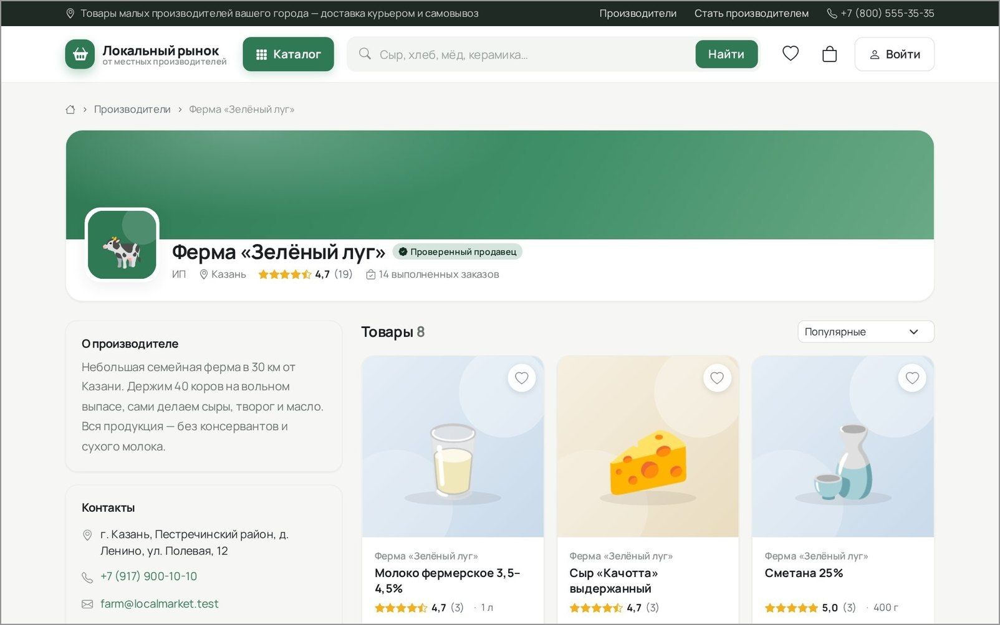 Товары малых производителей вашего города — доставка курьером и самовывоз
Производители
Стать производителем
+7 (800) 555-35-35
Локальный рынок
от местных производителей
Каталог
Сыр, хлеб, мёд, керамика...
Найти
Войти
Производители
Ферма «Зелёный луг»
Ферма «Зелёный луг»
Проверенный продавец
ИП
Казань
4,7 (19)
14 выполненных заказов
О производителе
Небольшая семейная ферма в 30 км от
Казани. Держим 40 коров на вольном
выпасе, сами делаем сыры, творог и масло.
Вся продукция — без консервантов и
сухого молока.
Контакты
г. Казань, Пестречинский район, д.
Ленино, ул. Полевая, 12
+7 (917) 900-10-10
farm@localmarket.test
Товары 8
Популярные
Ферма «Зелёный луг»
Молоко фермерское 3,5–
4,5%
4,7 (3) · 1 л
Ферма «Зелёный луг»
Сыр «Качотта»
выдержанный
4,7 (3)
Ферма «Зелёный луг»
Сметана 25%
5,0 (3) · 400 г